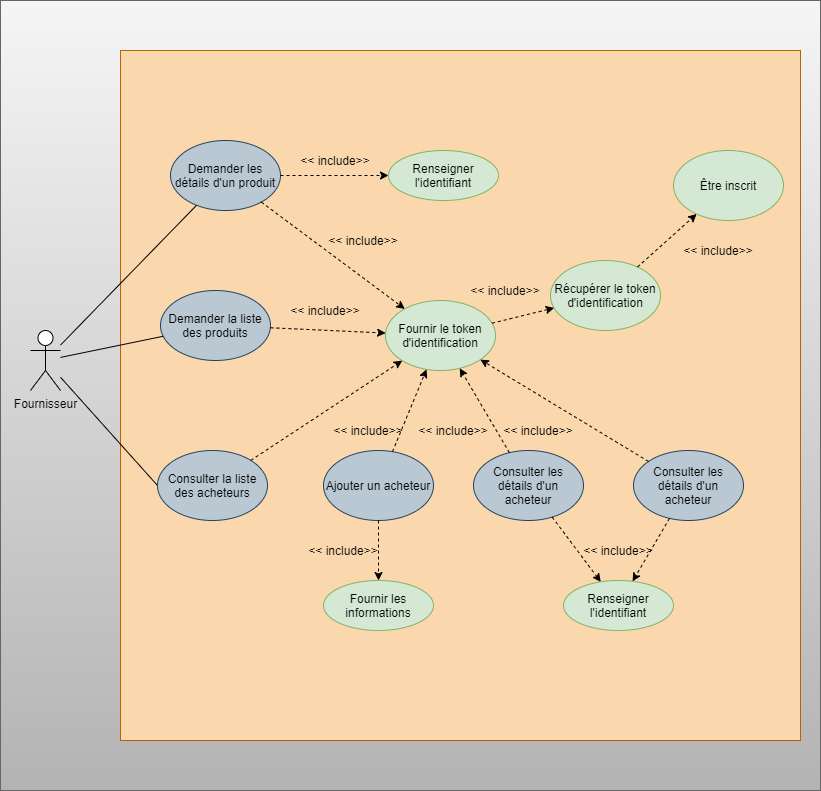 Demander les
détails d'un produit
<< include>>
Renseigner
l'identifiant
Être inscrit
<< include>>
<< include>>
Demander la liste
des produits
<< include>>
<< include>>
Récupérer le token
d'identification
Fournir le token
d'identification
Fournisseur
<< include>>
<< include>>
<< include>>
Consulter la liste
des acheteurs
Ajouter un acheteur
Consulter les
détails d'un
acheteur
Consulter les
détails d'un
acheteur
<< include>>
<< include>>
Fournir les
informations
Renseigner
l'identifiant